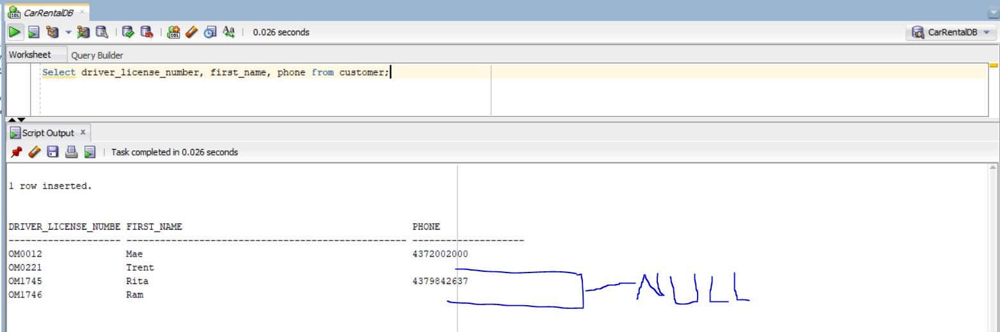 CarRentalDB
0.026 seconds
CarRentalDB
Worksheet Query Builder
Select driver_license_number, first_name, phone from customer;
Script Output x
Task completed in 0.026 seconds
1 row inserted.
DRIVER_LICENSE_NUMBE FIRST_NAME PHONE
-------------------- -------------------------------------------------- --------------------
OM0012 Mae 4372002000
OM0221 Trent
OM1745 Rita 4379842637
OM1746 Ram
NULL